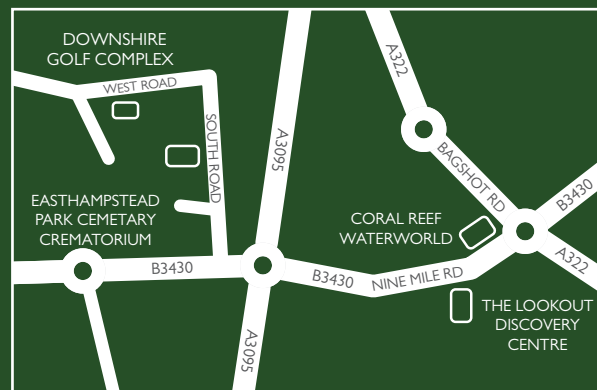 DOWNSHIRE
GOLF COMPLEX
WEST ROAD
SOUTH ROAD
A3095
A322
BAGSHOT RD
B3430
EASTHAMPSTEAD
PARK CEMETARY
CREMATORIUM
CORAL REEF
WATERWORLD
A322
B3430
B3430
NINE MILE RD
THE LOOKOUT
DISCOVERY
CENTRE
A3095